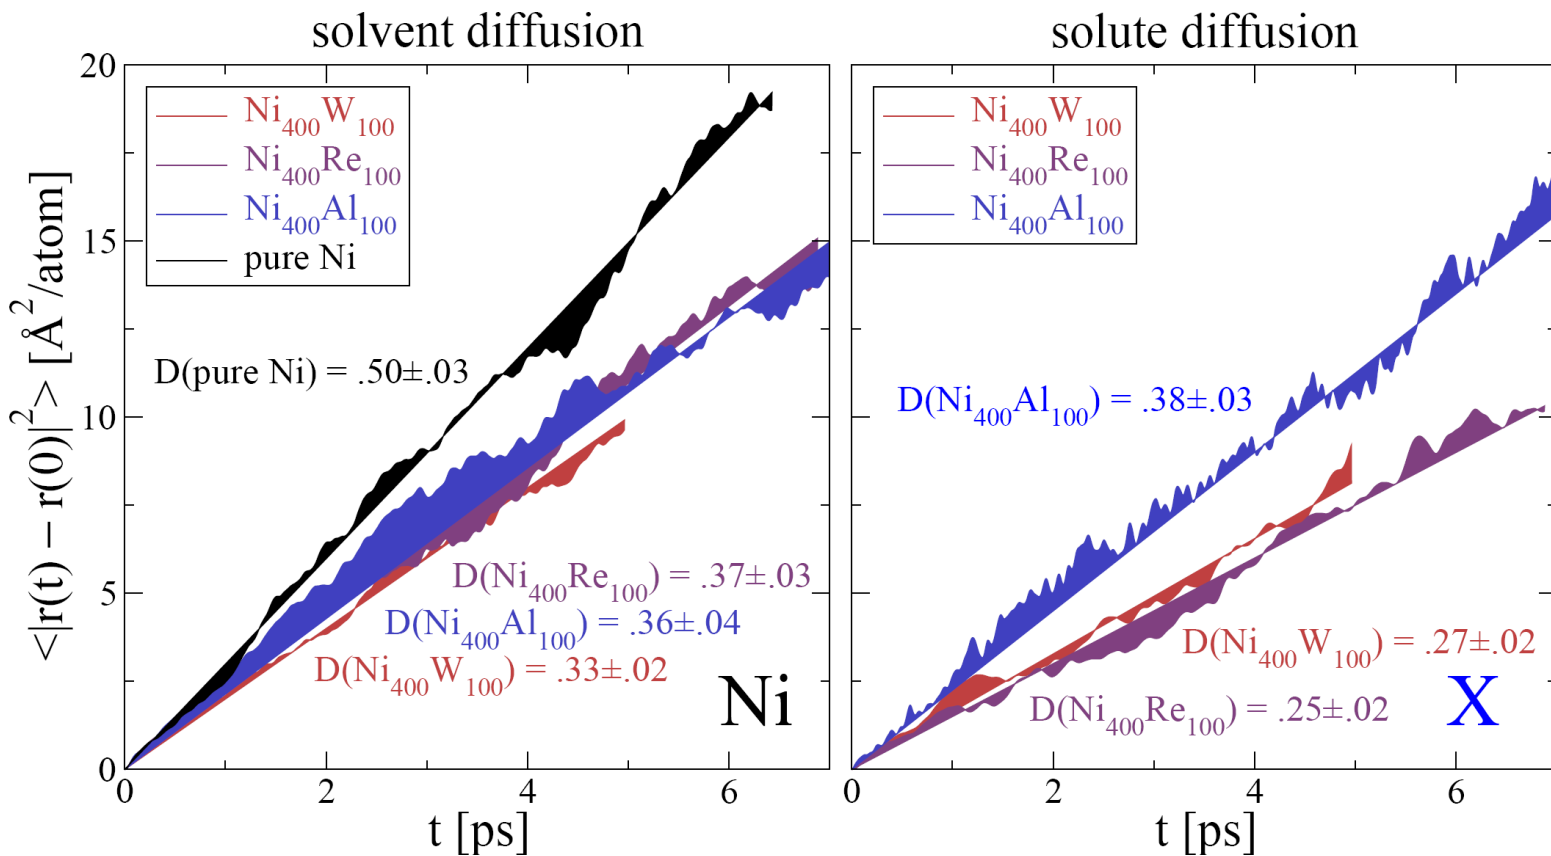 solvent diffusion
solute diffusion
<|r(t) − r(0)|²> [Å²/atom]
20
15
10
5
0
Ni₄₀₀W₁₀₀
Ni₄₀₀Re₁₀₀
Ni₄₀₀Al₁₀₀
pure Ni
D(pure Ni) = .50±.03
D(Ni₄₀₀Re₁₀₀) = .37±.03
D(Ni₄₀₀Al₁₀₀) = .36±.04
D(Ni₄₀₀W₁₀₀) = .33±.02
Ni
0 2 4 6
t [ps]
Ni₄₀₀W₁₀₀
Ni₄₀₀Re₁₀₀
Ni₄₀₀Al₁₀₀
D(Ni₄₀₀Al₁₀₀) = .38±.03
D(Ni₄₀₀W₁₀₀) = .27±.02
D(Ni₄₀₀Re₁₀₀) = .25±.02
X
0 2 4 6
t [ps]